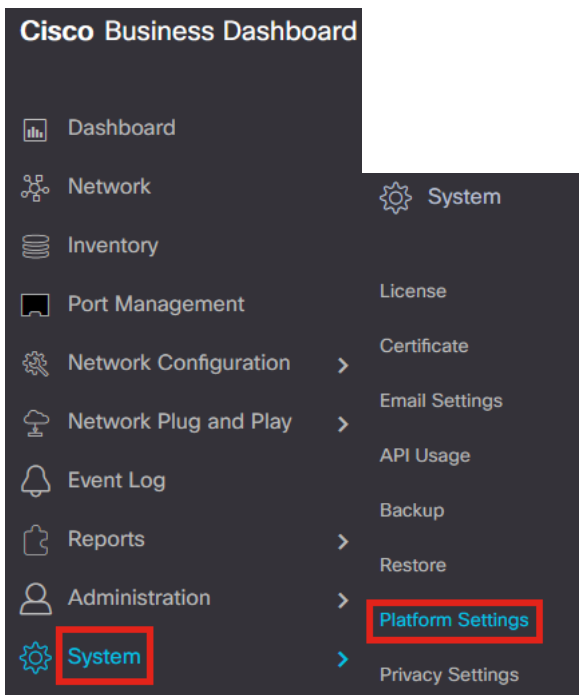 Cisco Business Dashboard
Dashboard
Network
Inventory
Port Management
Network Configuration
Network Plug and Play
Event Log
Reports
Administration
System
System
License
Certificate
Email Settings
API Usage
Backup
Restore
Platform Settings
Privacy Settings